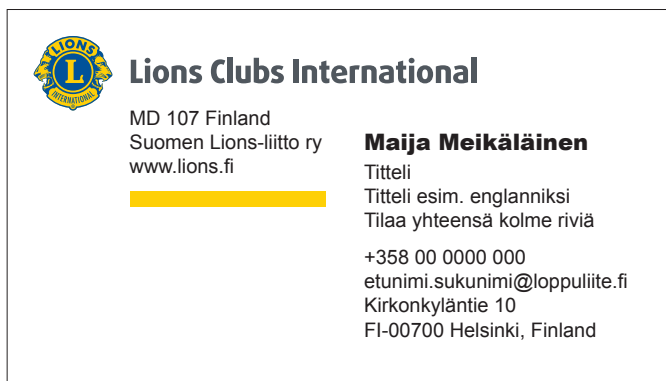 LIONS
L
INTERNATIONAL
Lions Clubs International
MD 107 Finland
Suomen Lions-liitto ry
www.lions.fi
Maija Meikäläinen
Titteli
Titteli esim. englanniksi
Tilaa yhteensä kolme riviä
+358 00 0000 000
etunimi.sukunimi@loppuliite.fi
Kirkonkyläntie 10
FI-00700 Helsinki, Finland